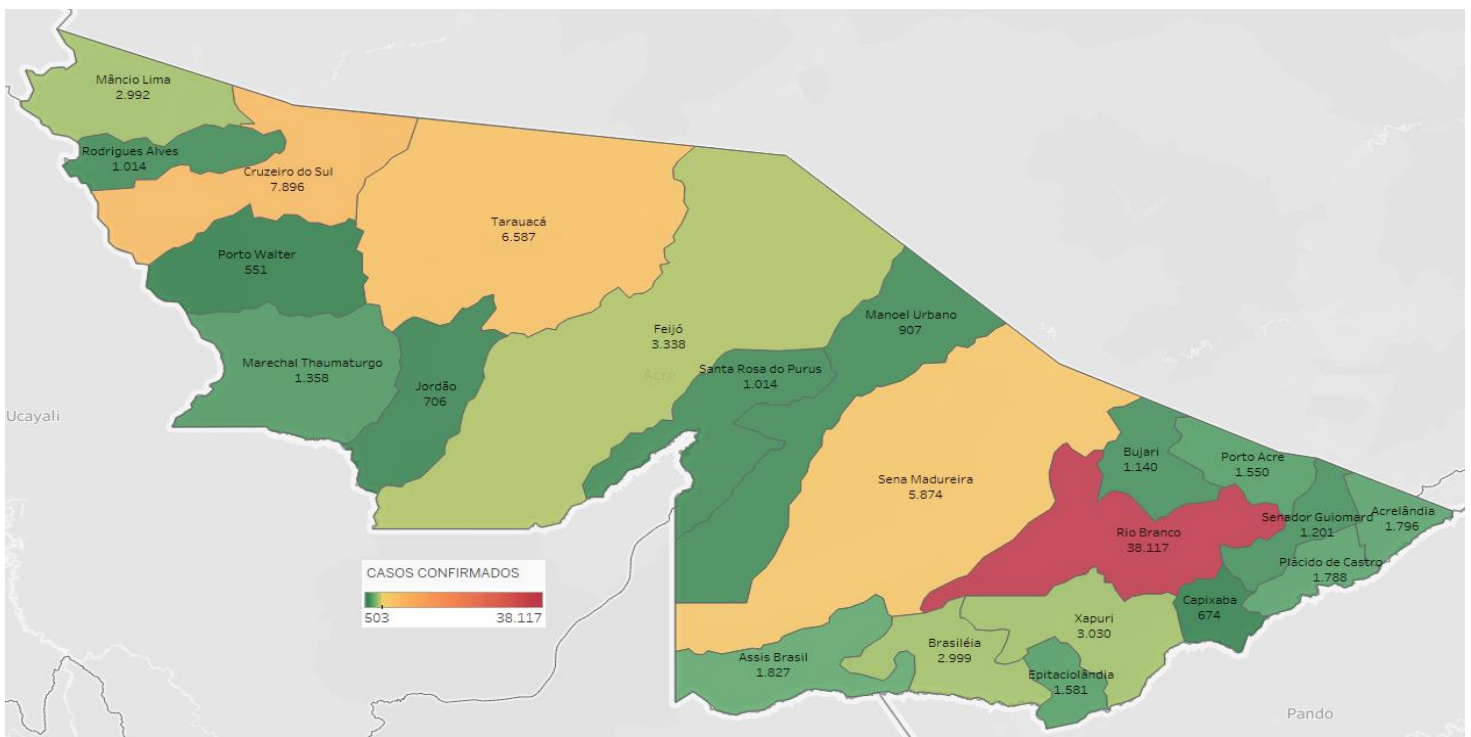 Mâncio Lima
2.992
Rodrigues Alves
1.014
Cruzeiro do Sul
7.896
Tarauacá
6.587
Porto Walter
551
Marechal Thaumaturgo
1.358
Jordão
706
Feijó
3.338
Acre
Manoel Urbano
907
Santa Rosa do Purus
1.014
Ucayali
Sena Madureira
5.874
Bujari
1.140
Porto Acre
1.550
Senador Guiomard
1.201
Acrelândia
1.796
Rio Branco
38.117
Plácido de Castro
1.788
Capixaba
674
Xapuri
3.030
Brasiléia
2.999
Assis Brasil
1.827
Epitaciolândia
1.581
Pando
CASOS CONFIRMADOS
503 38.117